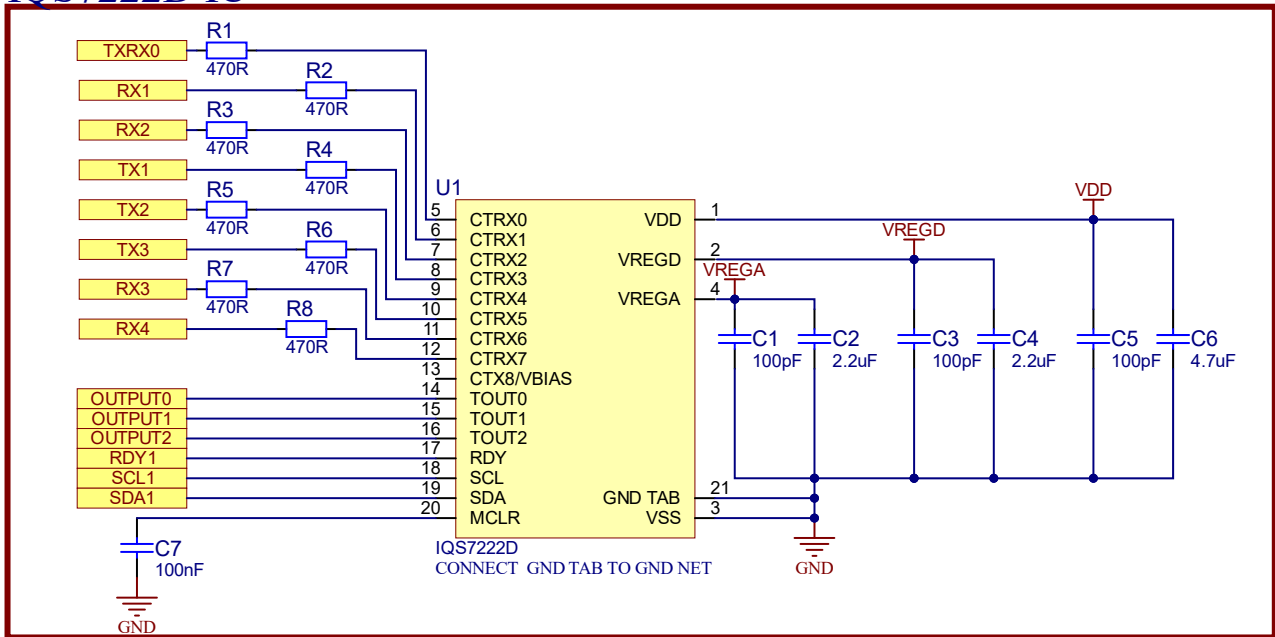 IQS7222D IC
TXRX0
R1
470R
RX1
R2
470R
RX2
R3
470R
TX1
R4
470R
TX2
R5
470R
TX3
R6
470R
RX3
R7
470R
RX4
R8
470R
OUTPUT0
OUTPUT1
OUTPUT2
RDY1
SCL1
SDA1
C7
100nF
GND
U1
5 CTRX0
6 CTRX1
7 CTRX2
8 CTRX3
9 CTRX4
10 CTRX5
11 CTRX6
12 CTRX7
13 CTX8/VBIAS
14 TOUT0
15 TOUT1
16 TOUT2
17 RDY
18 SCL
19 SDA
20 MCLR
VDD 1
VREGD 2
VREGA 4
GND TAB 21
VSS 3
IQS7222D
CONNECT GND TAB TO GND NET
VREGA
VREGD
VDD
C1
100pF
C2
2.2uF
C3
100pF
C4
2.2uF
C5
100pF
C6
4.7uF
GND